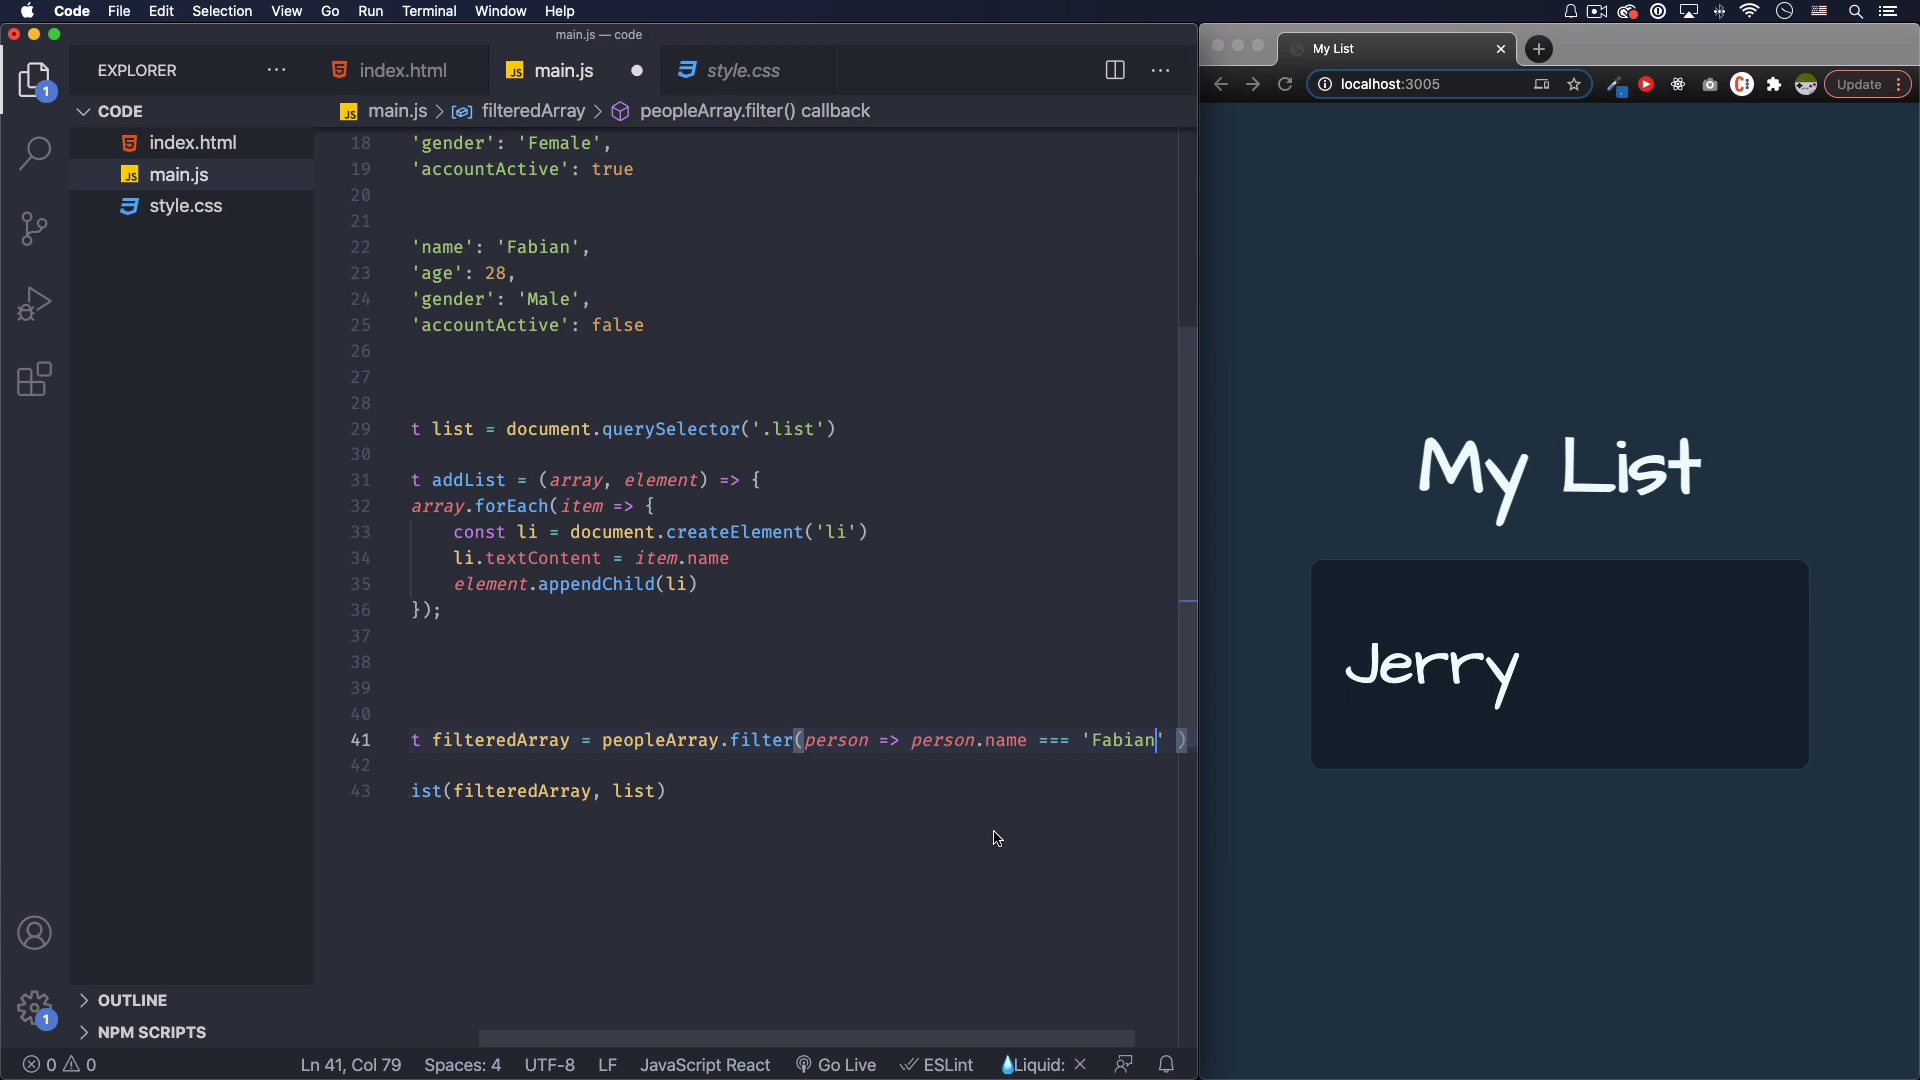 Code File Edit Selection View Go Run Terminal Window Help
main.js — code
EXPLORER
index.html
main.js
style.css
CODE
index.html
main.js
style.css
main.js > filteredArray > peopleArray.filter() callback
18 'gender': 'Female',
19 'accountActive': true
20
21
22 'name': 'Fabian',
23 'age': 28,
24 'gender': 'Male',
25 'accountActive': false
26
27
28
29 t list = document.querySelector('.list')
30
31 t addList = (array, element) => {
32 array.forEach(item => {
33 const li = document.createElement('li')
34 li.textContent = item.name
35 element.appendChild(li)
36 });
37
38
39
40
41 t filteredArray = peopleArray.filter(person => person.name === 'Fabian' )
42
43 ist(filteredArray, list)
1
1
OUTLINE
NPM SCRIPTS
0 0
Ln 41, Col 79
Spaces: 4
UTF-8
LF
JavaScript React
Go Live
ESLint
Liquid:
My List
localhost:3005
Update
My List
Jerry